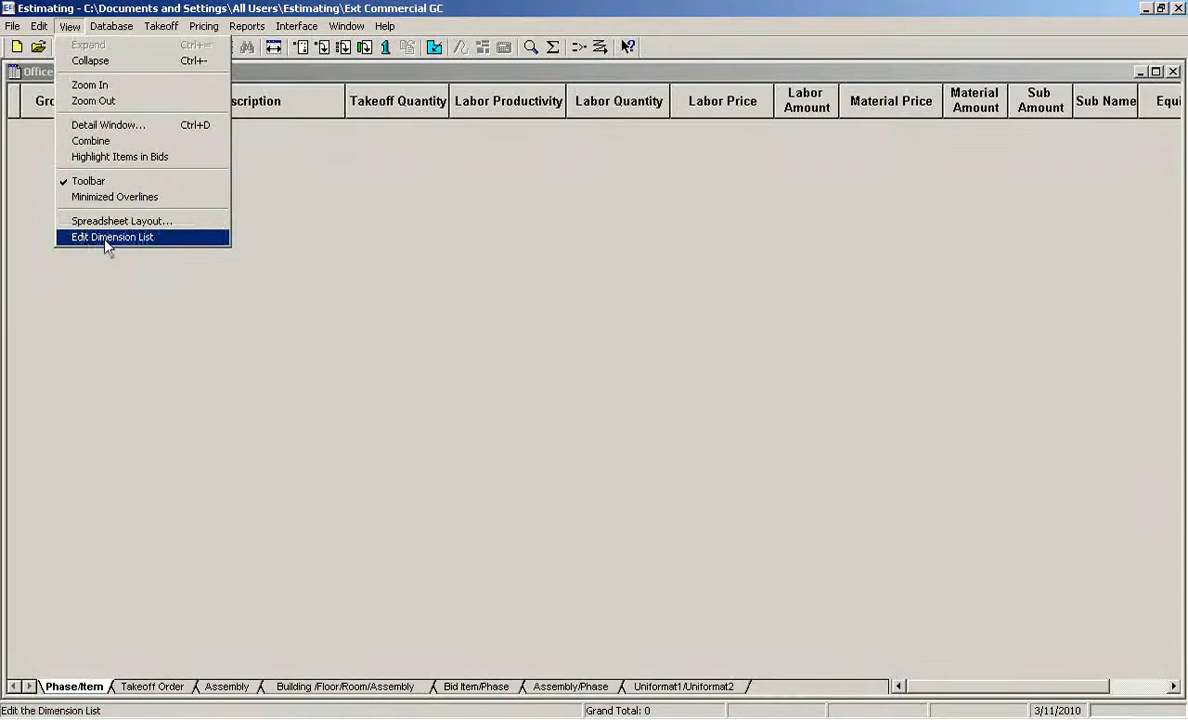 Estimating - C:\Documents and Settings\All Users\Estimating\Ext Commercial GC
File Edit View Database Takeoff Pricing Reports Interface Window Help
Expand Ctrl+=
Collapse Ctrl+-
Zoom In
Zoom Out
Detail Window... Ctrl+D
Combine
Highlight Items in Bids
Toolbar
Minimized Overlines
Spreadsheet Layout...
Edit Dimension List
Office
Gro scription Takeoff Quantity Labor Productivity Labor Quantity Labor Price Labor Amount Material Price Material Amount Sub Amount Sub Name Equi
Phase/Item Takeoff Order Assembly Building /Floor/Room/Assembly Bid Item/Phase Assembly/Phase Uniformat1/Uniformat2
Edit the Dimension List Grand Total: 0 3/11/2010